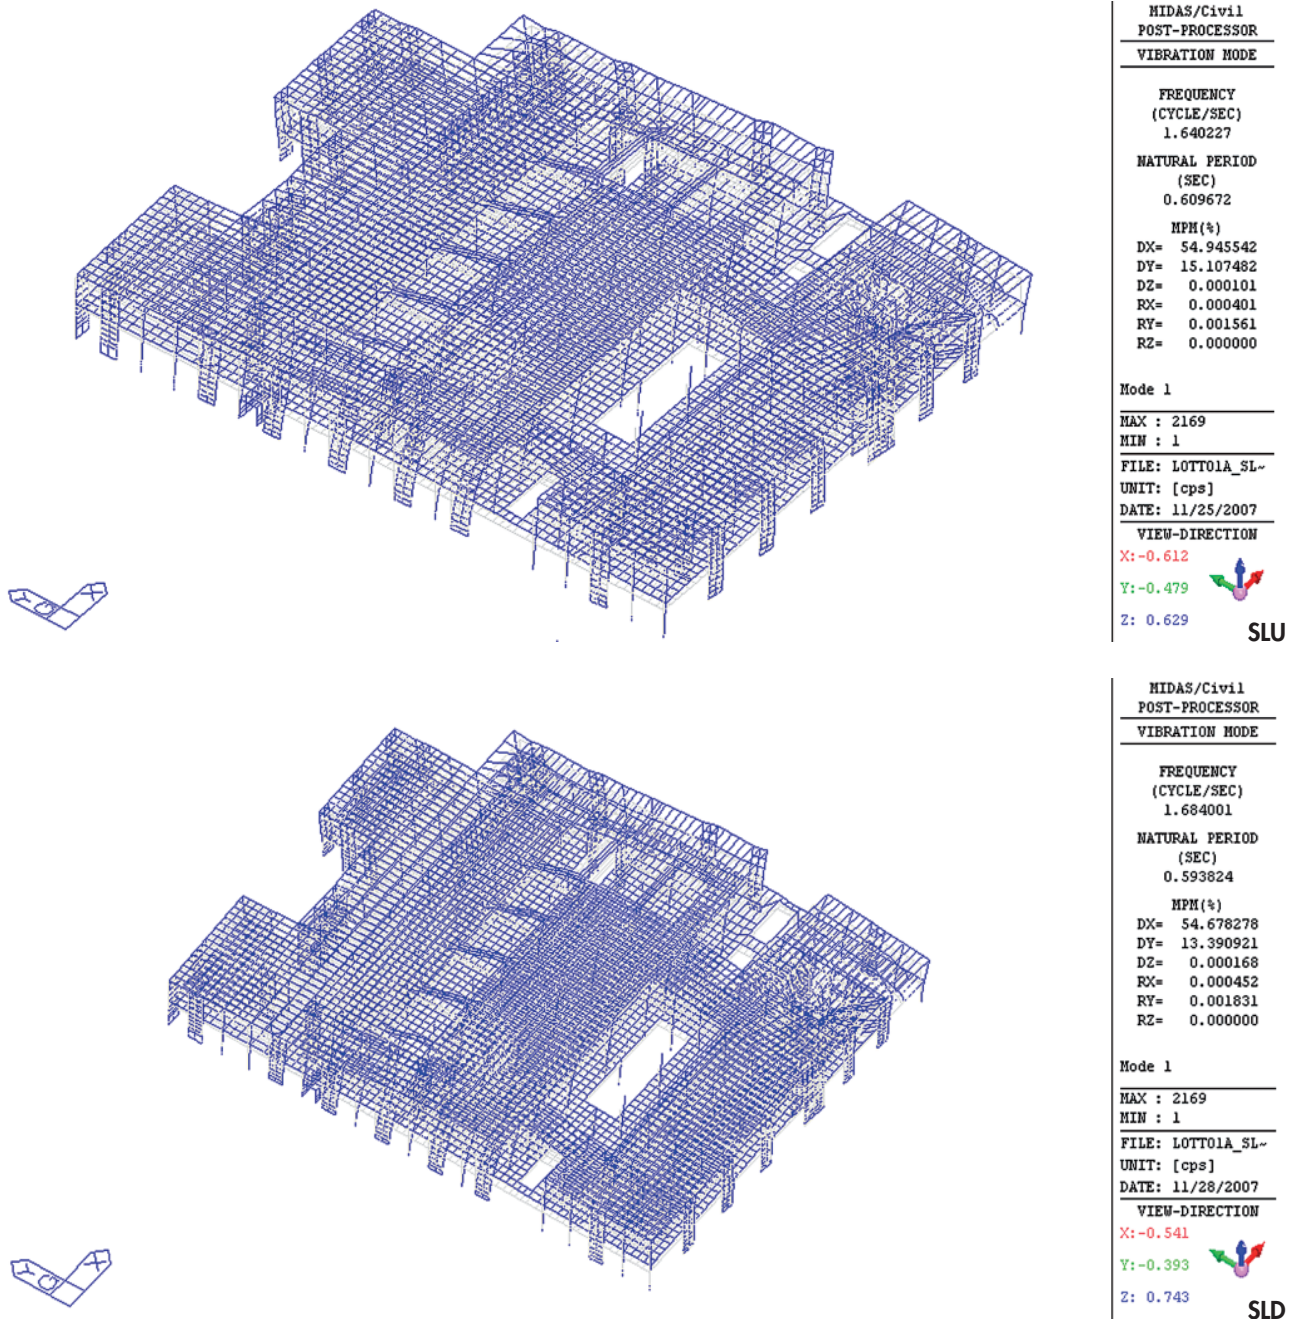 MIDAS/Civil
POST-PROCESSOR
VIBRATION MODE
FREQUENCY
(CYCLE/SEC)
1.640227
NATURAL PERIOD
(SEC)
0.609672
MPM(%)
DX= 54.945542
DY= 15.107482
DZ= 0.000101
RX= 0.000401
RY= 0.001561
RZ= 0.000000
Mode 1
MAX : 2169
MIN : 1
FILE: LOTTO1A_SL~
UNIT: [cps]
DATE: 11/25/2007
VIEW-DIRECTION
X:-0.612
Y:-0.479
Z: 0.629
SLU
Y G X
MIDAS/Civil
POST-PROCESSOR
VIBRATION MODE
FREQUENCY
(CYCLE/SEC)
1.684001
NATURAL PERIOD
(SEC)
0.593824
MPM(%)
DX= 54.678278
DY= 13.390921
DZ= 0.000168
RX= 0.000452
RY= 0.001831
RZ= 0.000000
Mode 1
MAX : 2169
MIN : 1
FILE: LOTTO1A_SL~
UNIT: [cps]
DATE: 11/28/2007
VIEW-DIRECTION
X:-0.541
Y:-0.393
Z: 0.743
SLD
Y G X